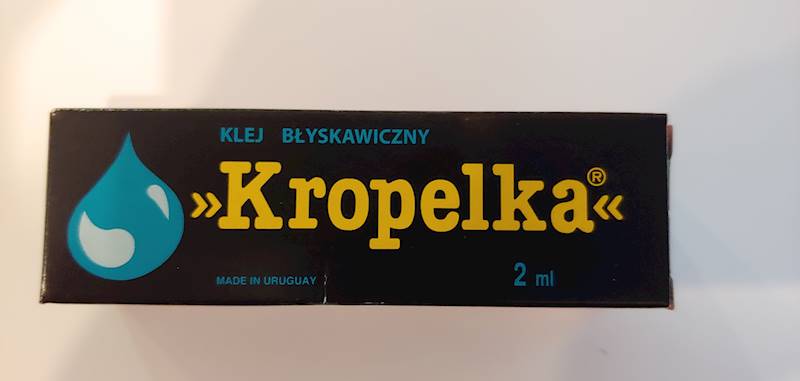 KLEJ BŁYSKAWICZNY
»Kropelka®«
MADE IN URUGUAY
2 ml